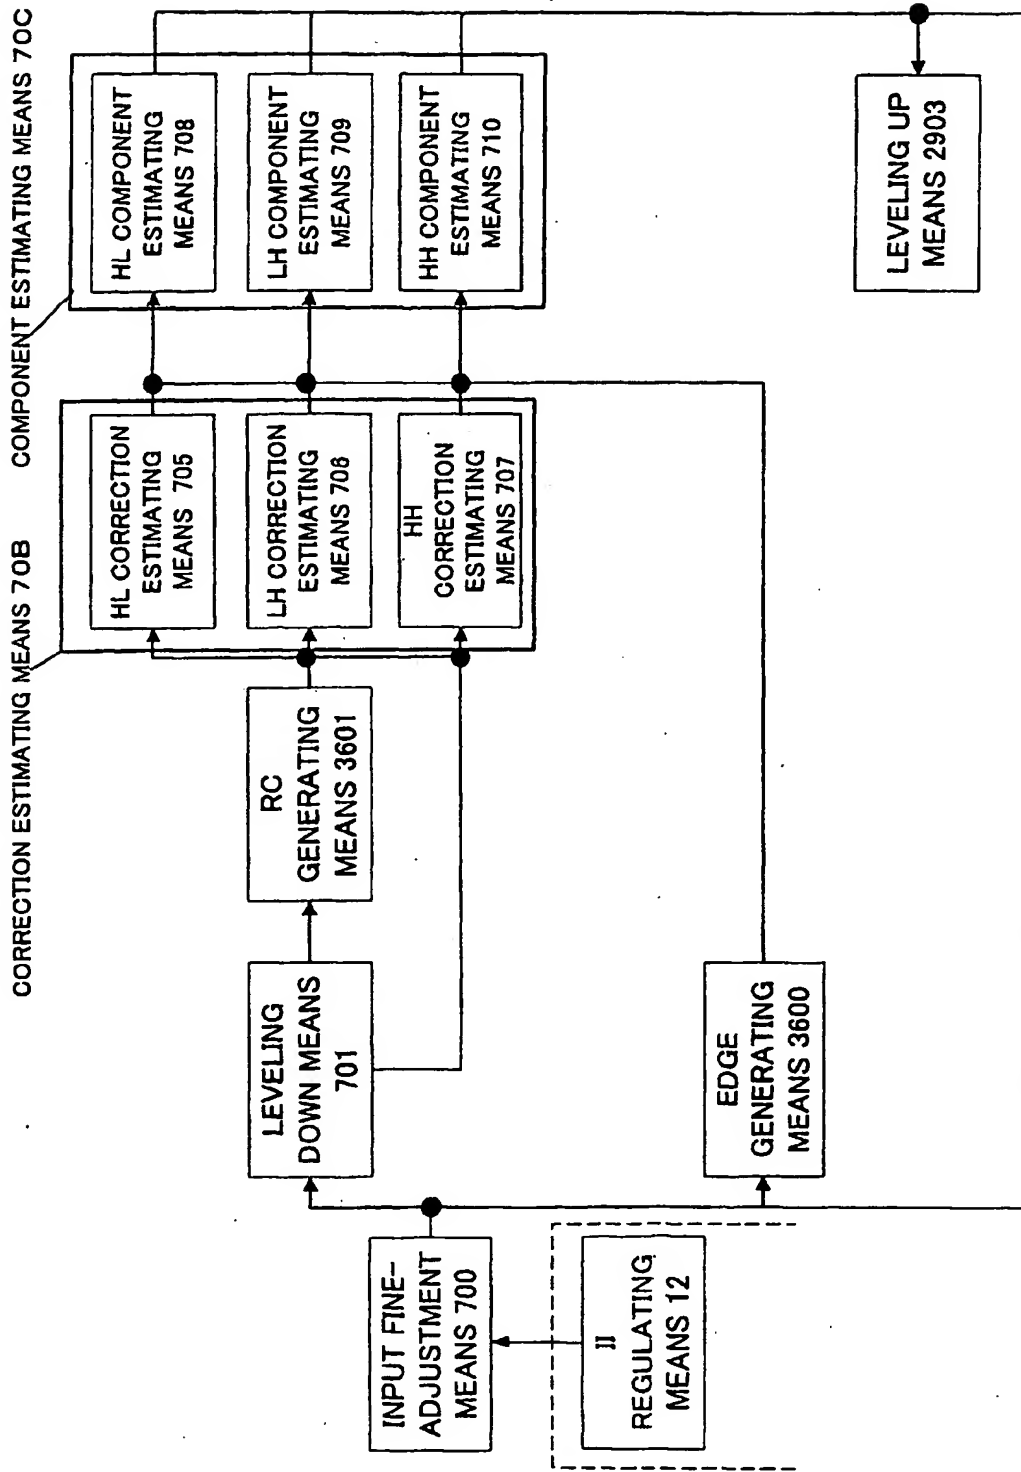 CORRECTION ESTIMATING MEANS 70B
COMPONENT ESTIMATING MEANS 70C
INPUT FINE-
ADJUSTMENT
MEANS 700
II
REGULATING
MEANS 12
LEVELING
DOWN MEANS
701
RC
GENERATING
MEANS 3601
EDGE
GENERATING
MEANS 3600
HL CORRECTION
ESTIMATING
MEANS 705
LH CORRECTION
ESTIMATING
MEANS 708
HH
CORRECTION
ESTIMATING
MEANS 707
HL COMPONENT
ESTIMATING
MEANS 708
LH COMPONENT
ESTIMATING
MEANS 709
HH COMPONENT
ESTIMATING
MEANS 710
LEVELING UP
MEANS 2903